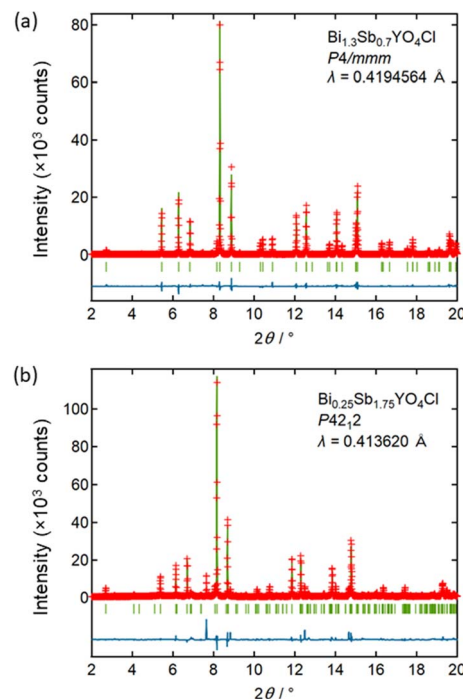 (a)
Bi₁.₃Sb₀.₇YO₄Cl
P4/mmm
λ = 0.4194564 Å
Intensity (×10³ counts)
80
60
40
20
0
2 4 6 8 10 12 14 16 18 20
2θ / °
(b)
Bi₀.₂₅Sb₁.₇₅YO₄Cl
P42₁2
λ = 0.413620 Å
Intensity (×10³ counts)
100
80
60
40
20
0
2 4 6 8 10 12 14 16 18 20
2θ / °